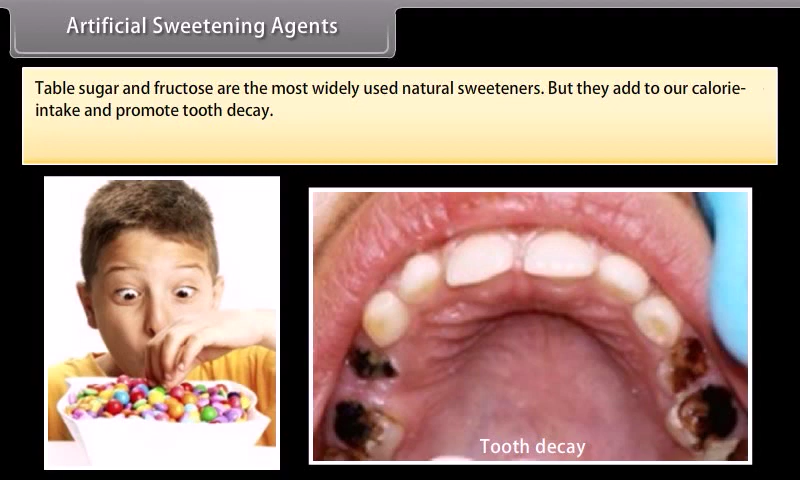 Artificial Sweetening Agents
Table sugar and fructose are the most widely used natural sweeteners. But they add to our calorie-
intake and promote tooth decay.
Tooth decay